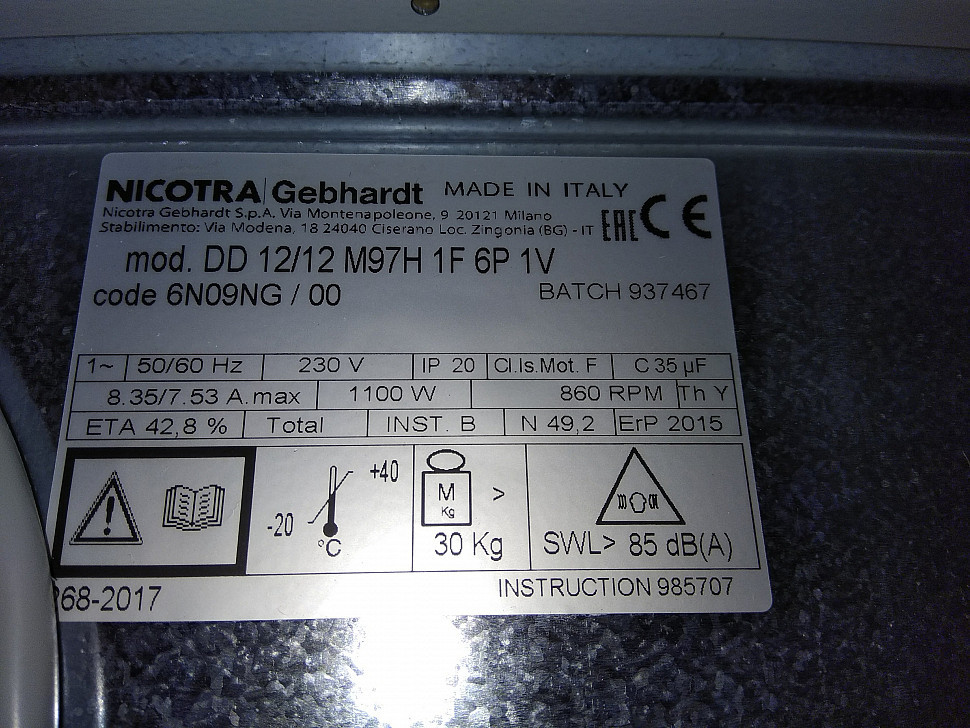 NICOTRA Gebhardt MADE IN ITALY
Nicotra Gebhardt S.p.A. Via Montenapoleone, 9 20121 Milano
Stabilimento: Via Modena, 18 24040 Ciserano Loc. Zingonia (BG) - IT EAC CE
mod. DD 12/12 M97H 1F 6P 1V
code 6N09NG / 00 BATCH 937467
1~ 50/60 Hz 230 V IP 20 Cl.Is.Mot. F C 35 µF
8.35/7.53 A.max 1100 W 860 RPM Th Y
ETA 42,8 % Total INST. B N 49,2 ErP 2015
-20 +40 °C
M Kg > 30 Kg
SWL> 85 dB(A)
68-2017 INSTRUCTION 985707